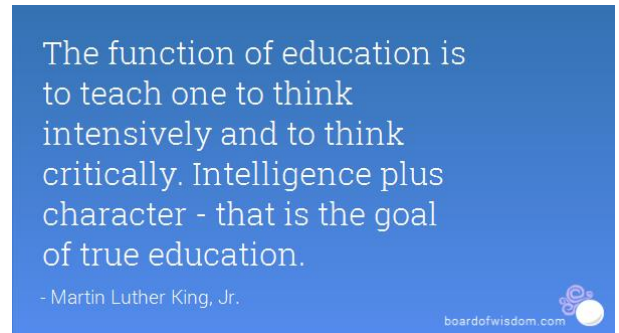 The function of education is
to teach one to think
intensively and to think
critically. Intelligence plus
character - that is the goal
of true education.
- Martin Luther King, Jr.
boardofwisdom.com